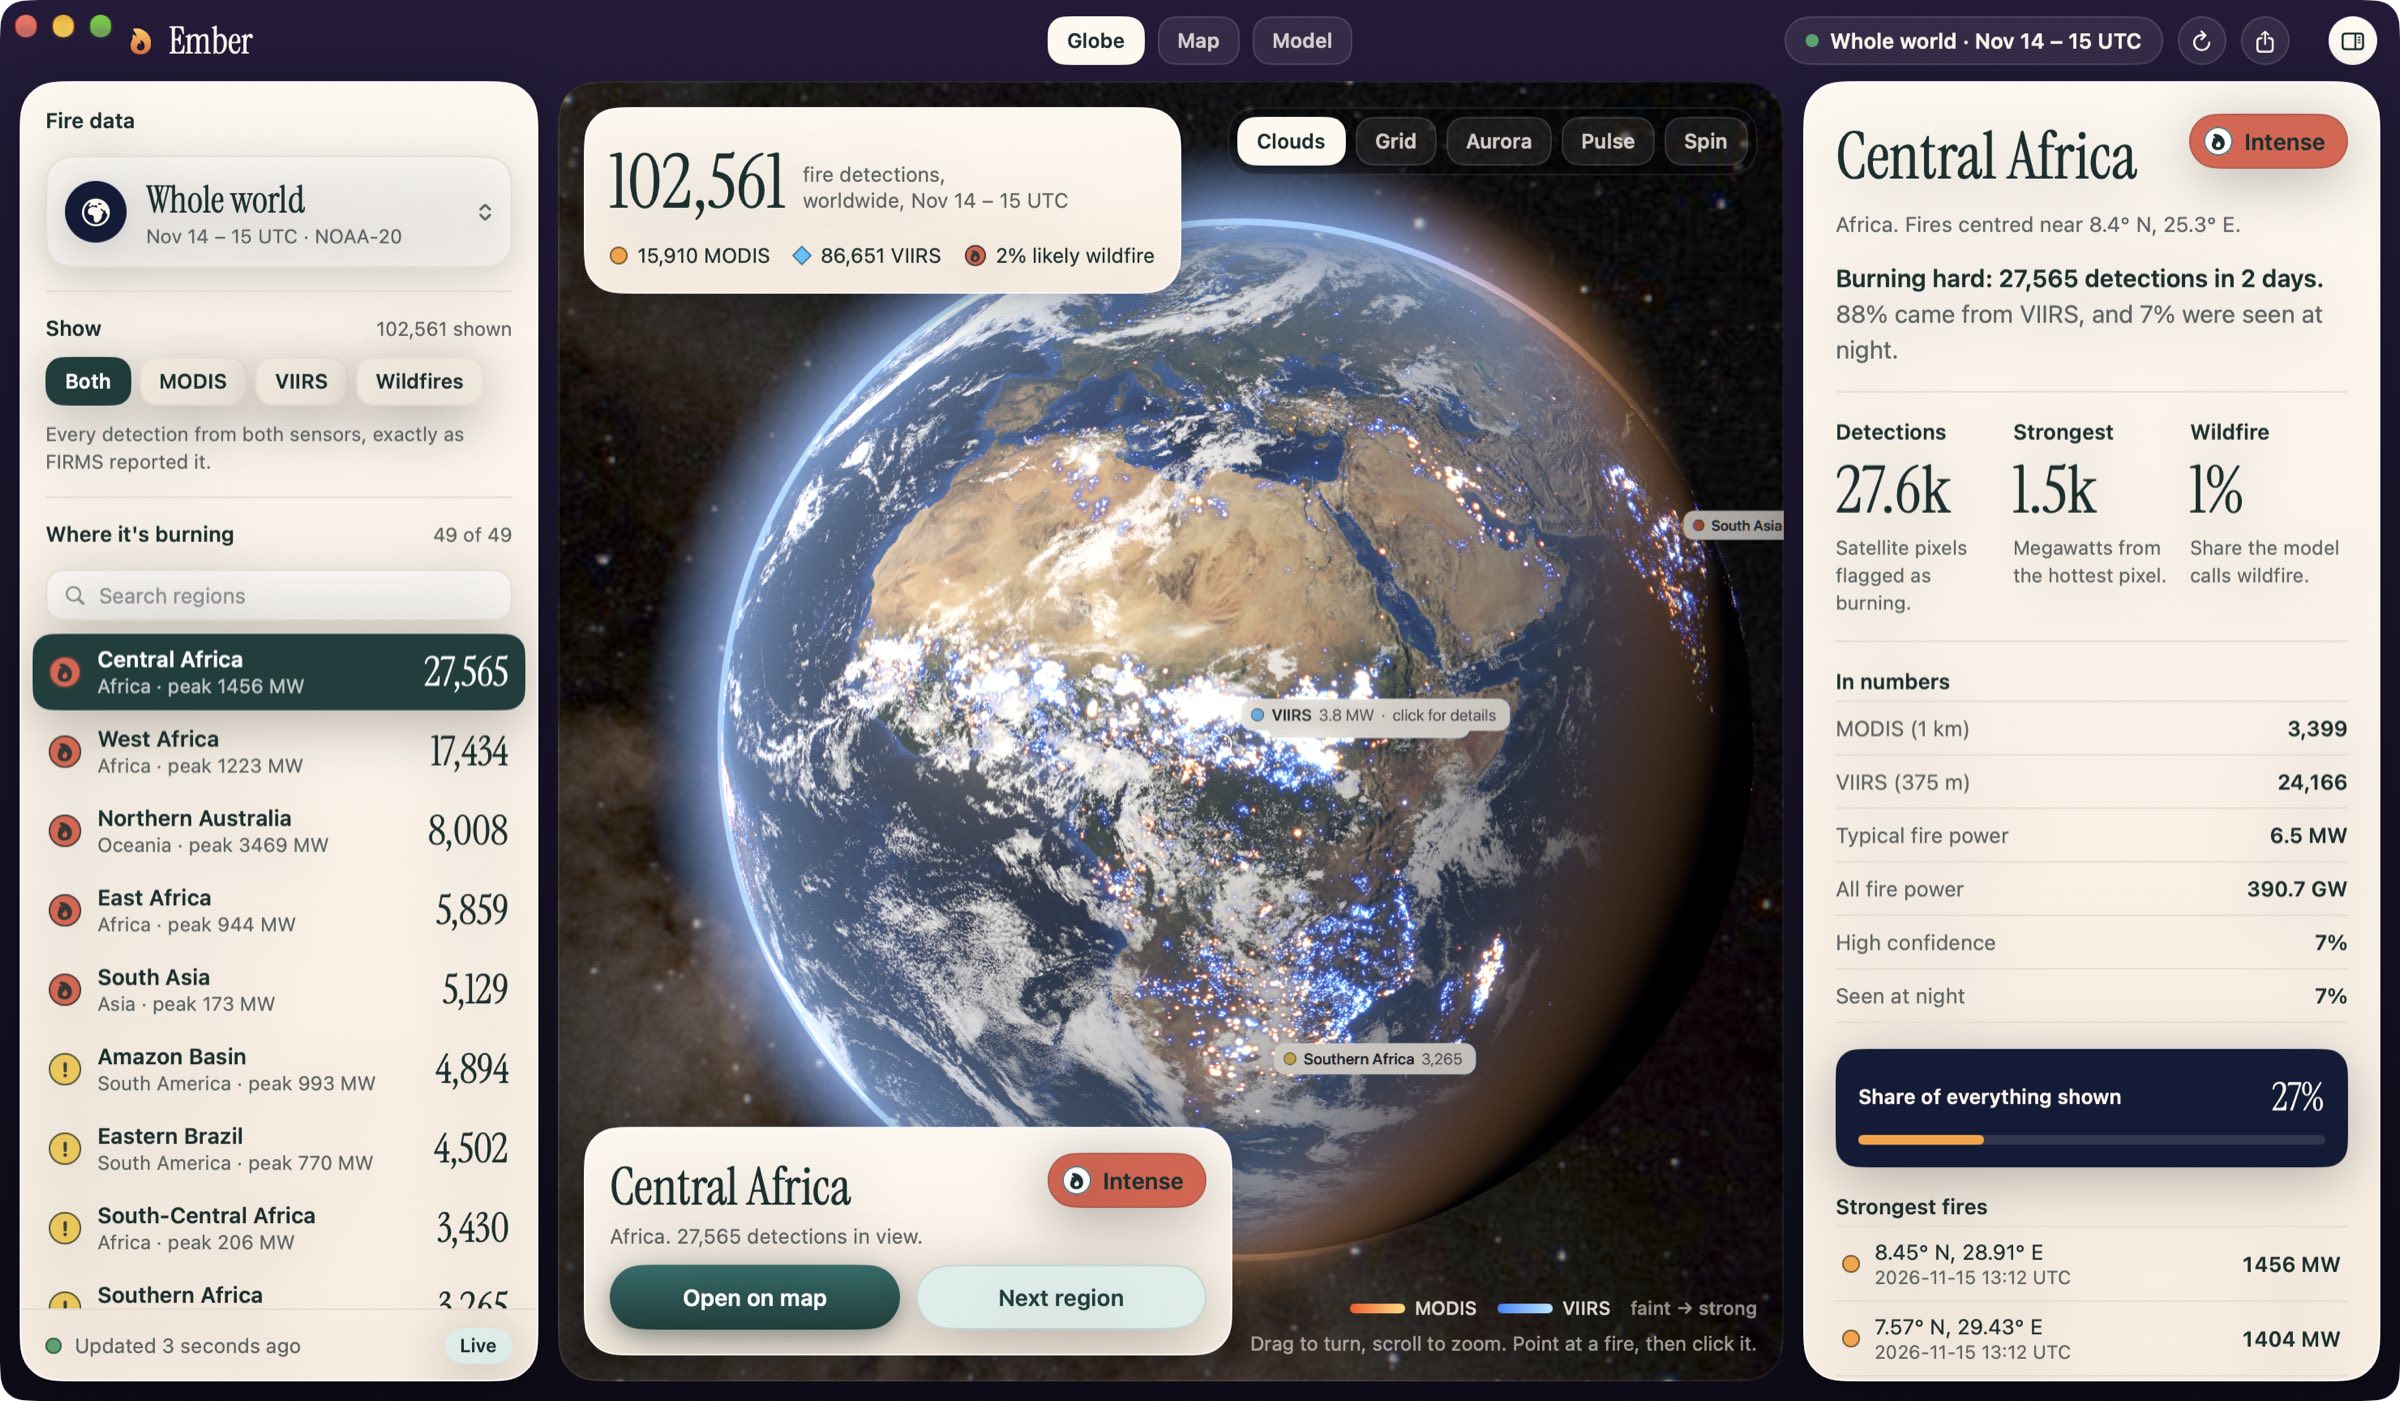 Ember
Globe
Map
Model
Whole world · Nov 14 – 15 UTC
Fire data
Whole world
Nov 14 – 15 UTC · NOAA-20
Show
102,561 shown
Both
MODIS
VIIRS
Wildfires
Every detection from both sensors, exactly as
FIRMS reported it.
Where it's burning
49 of 49
Search regions
Central Africa
Africa · peak 1456 MW
27,565
West Africa
Africa · peak 1223 MW
17,434
Northern Australia
Oceania · peak 3469 MW
8,008
East Africa
Africa · peak 944 MW
5,859
South Asia
Asia · peak 173 MW
5,129
Amazon Basin
South America · peak 993 MW
4,894
Eastern Brazil
South America · peak 770 MW
4,502
South-Central Africa
Africa · peak 206 MW
3,430
Southern Africa
3,265
Updated 3 seconds ago
Live
102,561
fire detections,
worldwide, Nov 14 – 15 UTC
15,910 MODIS
86,651 VIIRS
2% likely wildfire
Clouds
Grid
Aurora
Pulse
Spin
South Asia
VIIRS 3.8 MW · click for details
Southern Africa 3,265
Central Africa
Intense
Africa. 27,565 detections in view.
Open on map
Next region
MODIS
VIIRS
faint → strong
Drag to turn, scroll to zoom. Point at a fire, then click it.
Central Africa
Intense
Africa. Fires centred near 8.4° N, 25.3° E.
Burning hard: 27,565 detections in 2 days.
88% came from VIIRS, and 7% were seen at
night.
Detections
27.6k
Satellite pixels
flagged as
burning.
Strongest
1.5k
Megawatts from
the hottest pixel.
Wildfire
1%
Share the model
calls wildfire.
In numbers
MODIS (1 km)
3,399
VIIRS (375 m)
24,166
Typical fire power
6.5 MW
All fire power
390.7 GW
High confidence
7%
Seen at night
7%
Share of everything shown
27%
Strongest fires
8.45° N, 28.91° E
2026-11-15 13:12 UTC
1456 MW
7.57° N, 29.43° E
2026-11-15 13:12 UTC
1404 MW